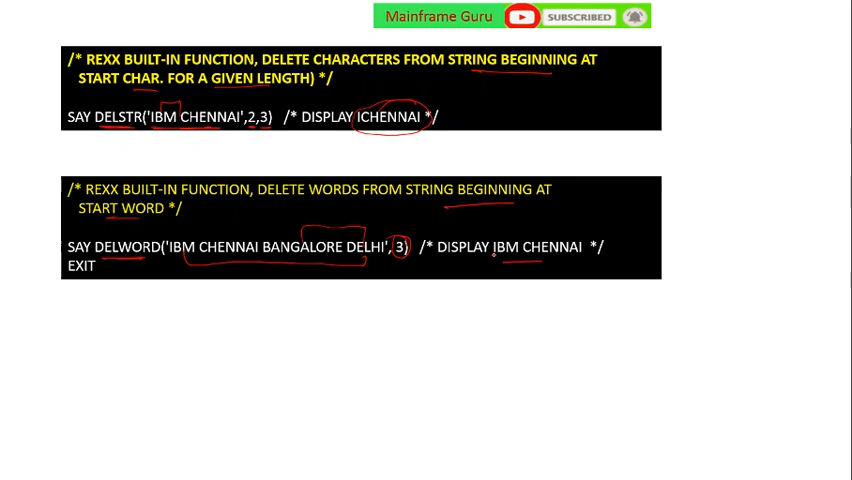 Mainframe Guru
SUBSCRIBED
/* REXX BUILT-IN FUNCTION, DELETE CHARACTERS FROM STRING BEGINNING AT
START CHAR. FOR A GIVEN LENGTH) */
SAY DELSTR('IBM CHENNAI',2,3) /* DISPLAY ICHENNAI */
/* REXX BUILT-IN FUNCTION, DELETE WORDS FROM STRING BEGINNING AT
START WORD */
SAY DELWORD('IBM CHENNAI BANGALORE DELHI', 3) /* DISPLAY IBM CHENNAI */
EXIT